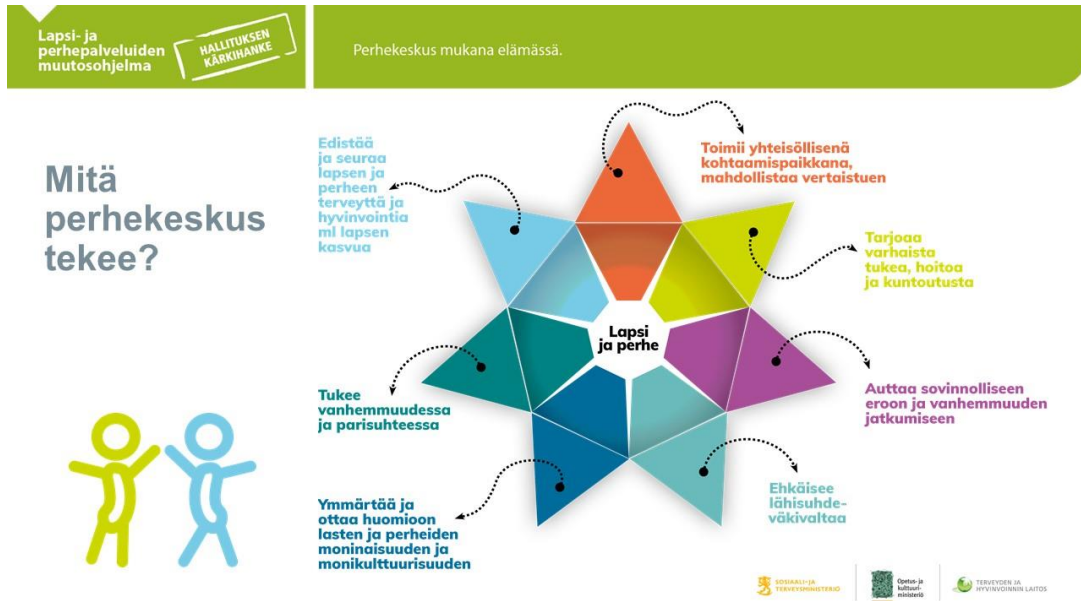 Lapsi- ja
perhepalveluiden
muutosohjelma
HALLITUKSEN
KÄRKIHANKE
Perhekeskus mukana elämässä.
Mitä
perhekeskus
tekee?
Edistää
ja seuraa
lapsen ja
perheen
terveyttä ja
hyvinvointia
ml lapsen
kasvua
Toimii yhteisöllisenä
kohtaamispaikkana,
mahdollistaa vertaistuen
Tarjoaa
varhaista
tukea, hoitoa
ja kuntoutusta
Lapsi
ja perhe
Tukee
vanhemmuudessa
ja parisuhteessa
Auttaa sovinnolliseen
eroon ja vanhemmuuden
jatkumiseen
Ymmärtää ja
ottaa huomioon
lasten ja perheiden
moninaisuuden ja
monikulttuurisuuden
Ehkäisee
lähisuhde-
väkivaltaa
SOSIAALI- JA
TERVEYSMINISTERIÖ
Opetus- ja
kulttuuri-
ministeriö
TERVEYDEN JA
HYVINVOINNIN LAITOS